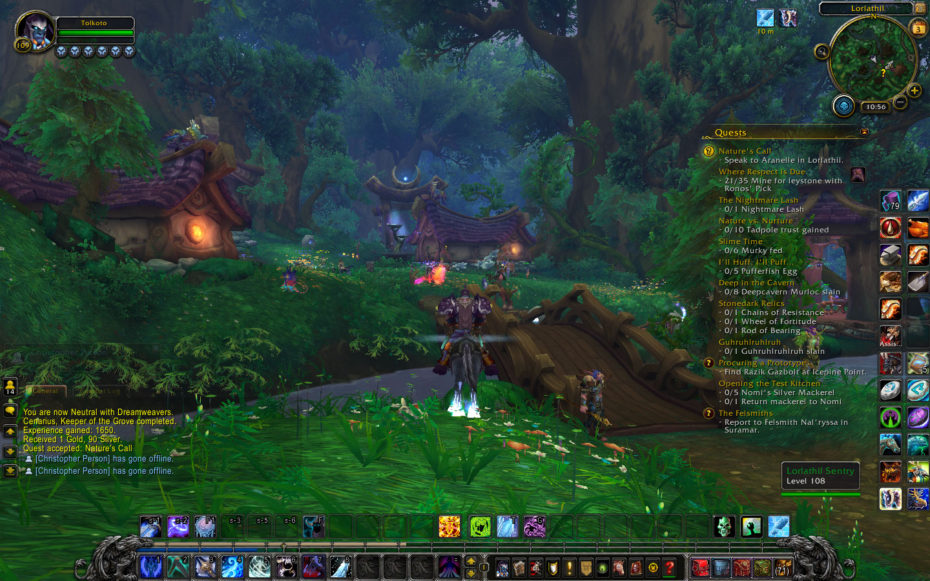 Tolkoto
109
10 m
Lorlathil
N
3
10:56
Quests
Nature's Call
- Speak to Aranelle in Lorlathil.
Where Respect Is Due
- 21/35 Mine for leystone with
Ronos' Pick
The Nightmare Lash
- 0/1 Nightmare Lash
Nature vs. Nurture
- 0/10 Tadpole trust gained
Slime Time
- 0/6 Murky fed
I'll Huff, I'll Puff...
- 0/5 Pufferfish Egg
Deep in the Cavern
- 0/8 Deepcavern Murloc slain
Stonedark Relics
- 0/1 Chains of Resistance
- 0/1 Wheel of Fortitude
- 0/1 Rod of Bearing
Guhruhlruhlruh
- 0/1 Guhruhlruhlruh slain
Procuring a Prototype
- Find Razik Gazbolt at Icepine Point.
Opening the Test Kitchen
- 0/5 Nomi's Silver Mackerel
- 0/1 Return mackerel to Nomi
The Felsmiths
- Report to Felsmith Nal'ryssa in
Suramar.
79
Assis
14
General
You are now Neutral with Dreamweavers.
Cenarius, Keeper of the Grove completed.
Experience gained: 1650.
Received 1 Gold, 90 Silver.
Quest accepted: Nature's Call
[Christopher Person] has gone offline.
[Christopher Person] has gone offline.
Lorlathil Sentry
Level 108
s-3
s-5
s-6